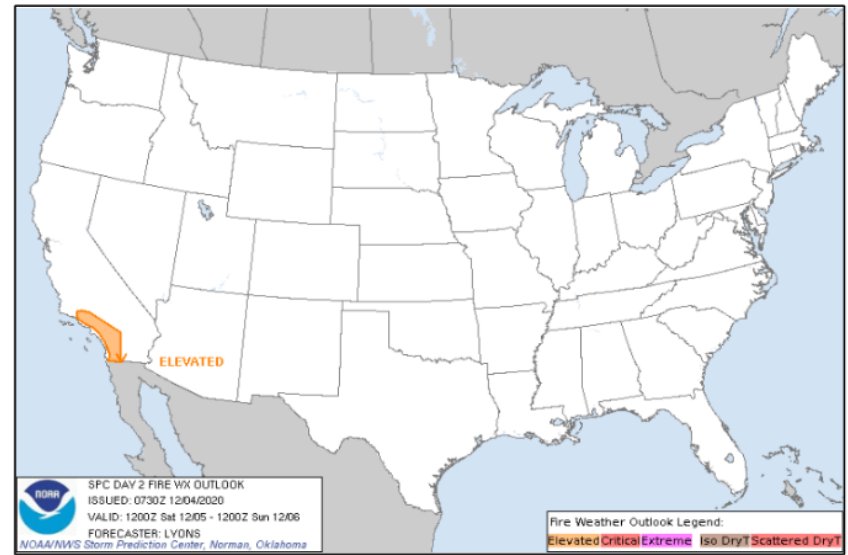 ELEVATED
NOAA
SPC DAY 2 FIRE WX OUTLOOK
ISSUED: 0730Z 12/04/2020
VALID: 1200Z Sat 12/05 - 1200Z Sun 12/06
FORECASTER: LYONS
NOAA/NWS Storm Prediction Center, Norman, Oklahoma
Fire Weather Outlook Legend:
Elevated Critical Extreme Iso DryT Scattered DryT